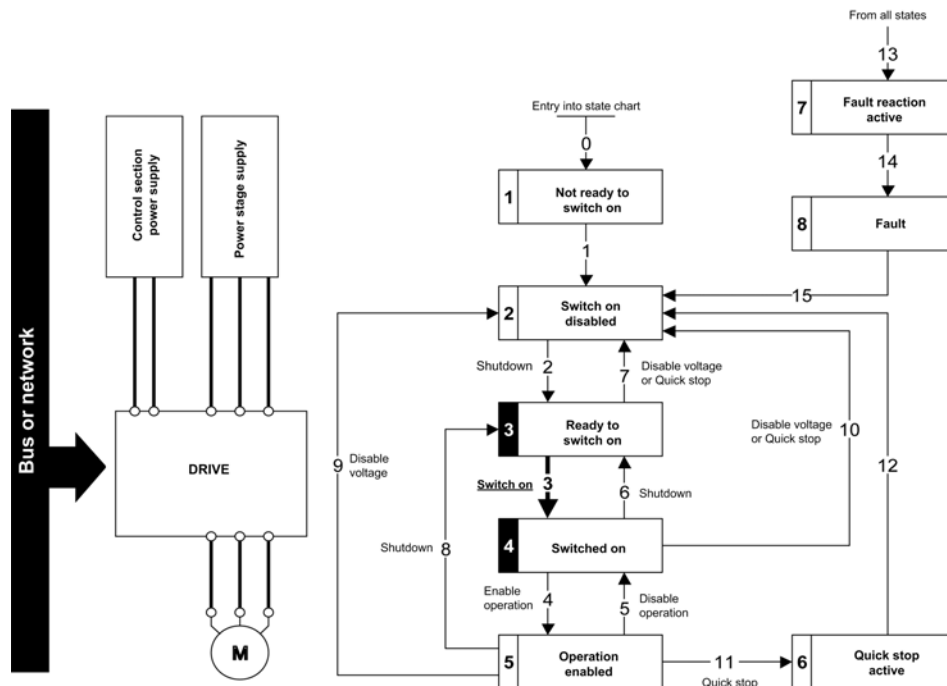 From all states
13
7
Fault reaction
active
14
8
Fault
15
Entry into state chart
0
1
Not ready to
switch on
1
2
Switch on
disabled
Shutdown
2
7
Disable voltage
or Quick stop
3
Ready to
switch on
Switch on
3
6
Shutdown
4
Switched on
Enable
operation
4
5
Disable
operation
5
Operation
enabled
11
Quick stop
6
Quick stop
active
Disable voltage
or Quick stop
10
12
9
Disable
voltage
Shutdown
8
Bus or network
Control section
power supply
Power stage supply
DRIVE
M